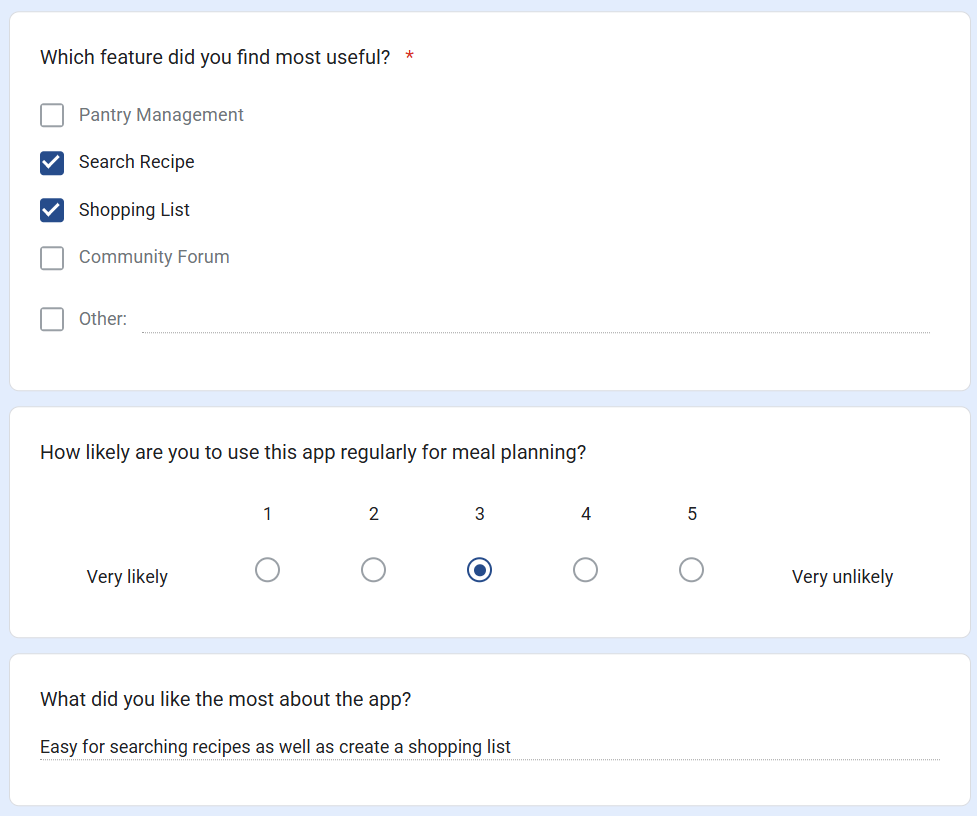 Which feature did you find most useful? *
Pantry Management
Search Recipe
Shopping List
Community Forum
Other:
How likely are you to use this app regularly for meal planning?
1 2 3 4 5
Very likely Very unlikely
What did you like the most about the app?
Easy for searching recipes as well as create a shopping list